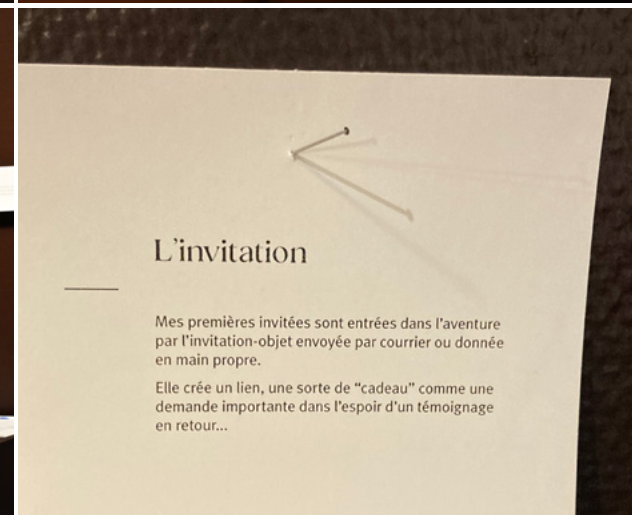 L'invitation
Mes premières invitées sont entrées dans l'aventure
par l'invitation-objet envoyée par courrier ou donnée
en main propre.
Elle crée un lien, une sorte de “cadeau” comme une
demande importante dans l'espoir d'un témoignage
en retour...